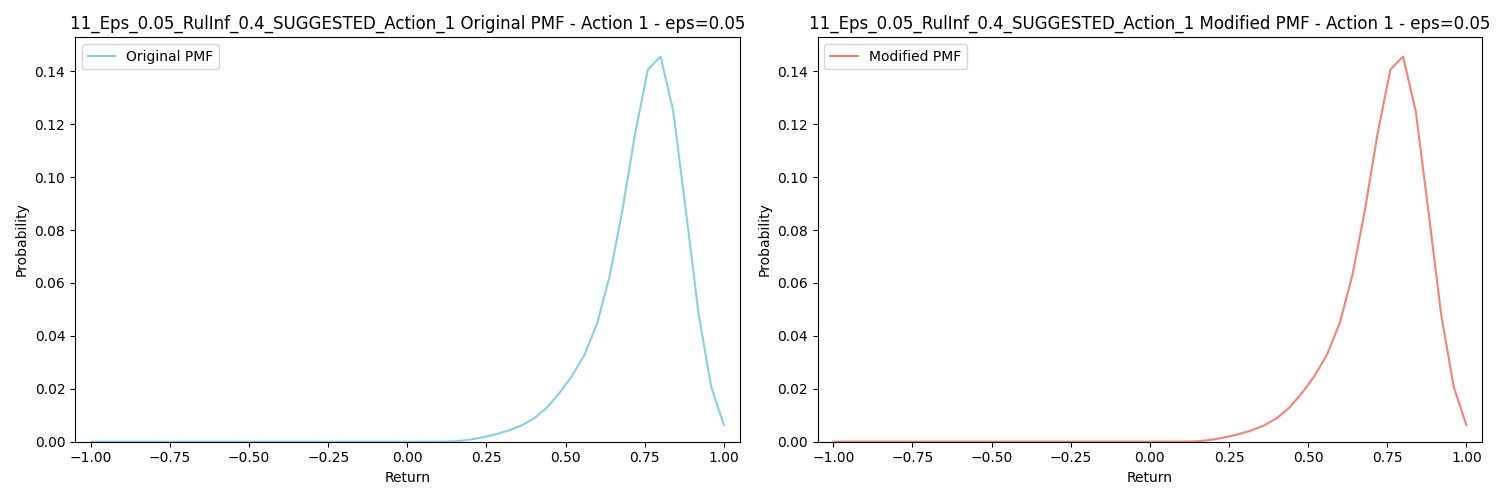 11_Eps_0.05_RulInf_0.4_SUGGESTED_Action_1 Original PMF - Action 1 - eps=0.05
Original PMF
0.14
0.12
0.10
0.08
0.06
0.04
0.02
0.00
Probability
−1.00 −0.75 −0.50 −0.25 0.00 0.25 0.50 0.75 1.00
Return
11_Eps_0.05_RulInf_0.4_SUGGESTED_Action_1 Modified PMF - Action 1 - eps=0.05
Modified PMF
0.14
0.12
0.10
0.08
0.06
0.04
0.02
0.00
Probability
−1.00 −0.75 −0.50 −0.25 0.00 0.25 0.50 0.75 1.00
Return